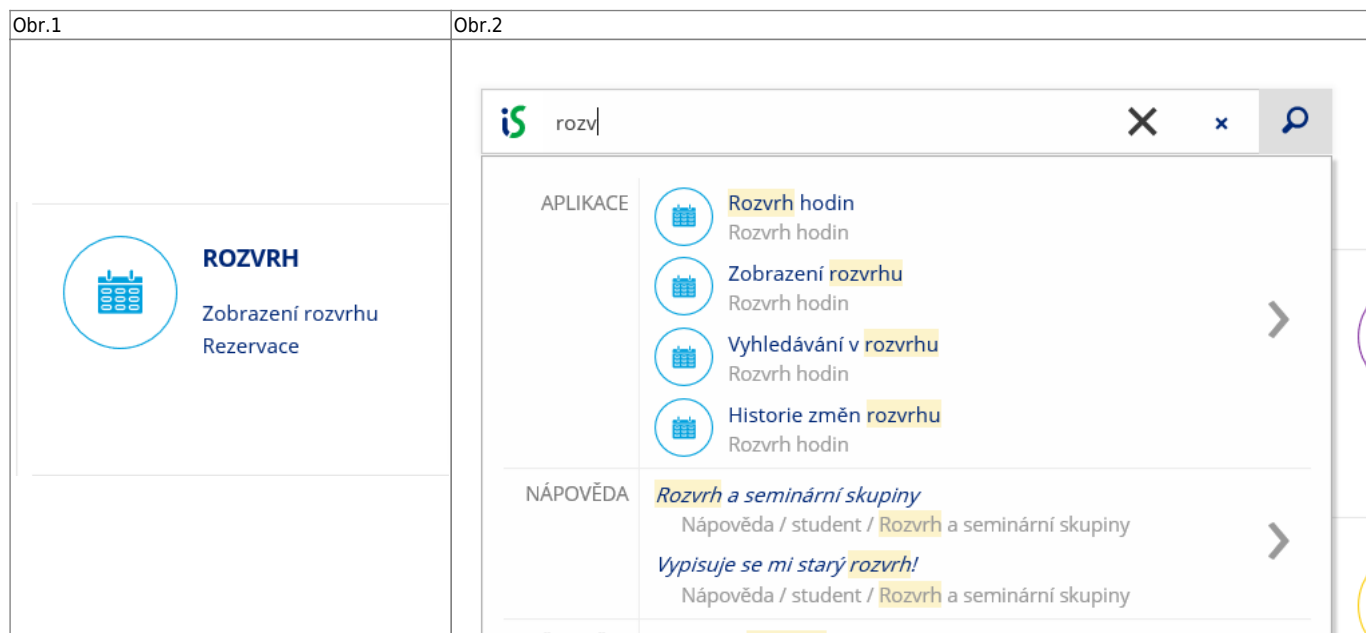 Obr.1
Obr.2
ROZVRH
Zobrazení rozvrhu
Rezervace
iS rozv
APLIKACE
Rozvrh hodin
Rozvrh hodin
Zobrazení rozvrhu
Rozvrh hodin
Vyhledávání v rozvrhu
Rozvrh hodin
Historie změn rozvrhu
Rozvrh hodin
NÁPOVĚDA
Rozvrh a seminární skupiny
Nápověda / student / Rozvrh a seminární skupiny
Vypisuje se mi starý rozvrh!
Nápověda / student / Rozvrh a seminární skupiny